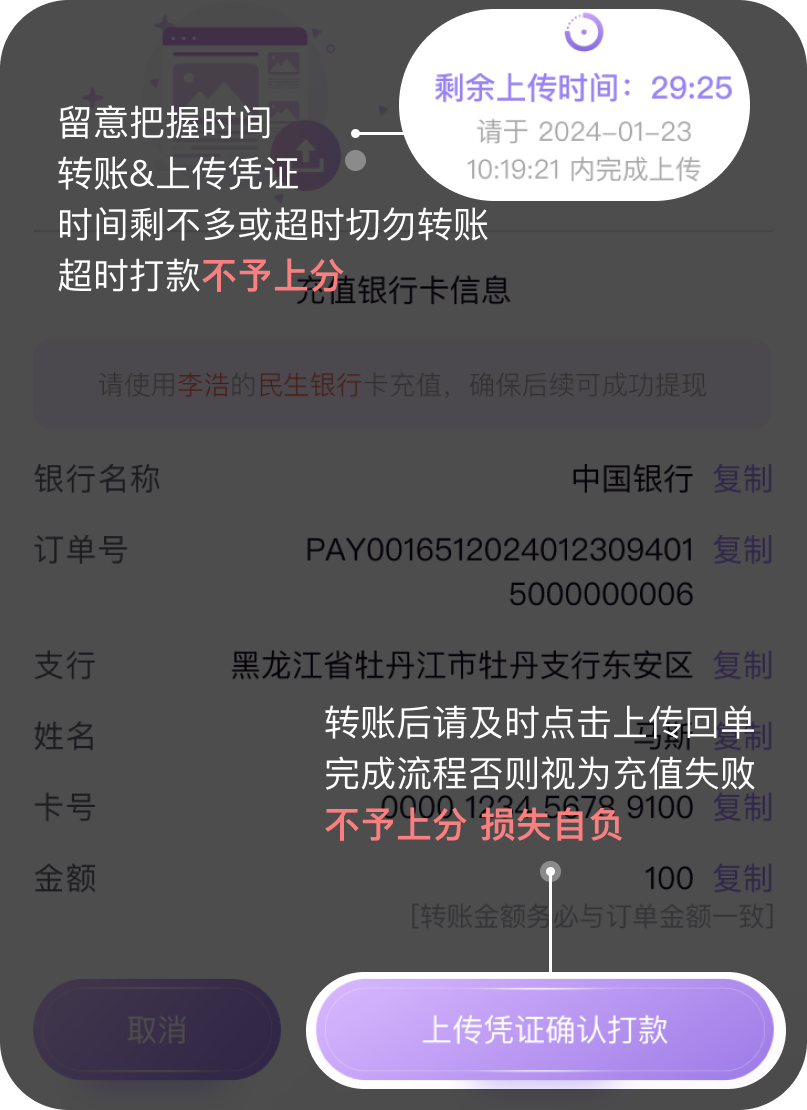 剩余上传时间：29:25
请于 2024-01-23
10:19:21 内完成上传
留意把握时间
转账&上传凭证
时间剩不多或超时切勿转账
超时打款不予上分
充值银行卡信息
请使用李浩的民生银行卡充值，确保后续可成功提现
银行名称 中国银行 复制
订单号 PAY0016512024012309401 复制
5000000006
支行 黑龙江省牡丹江市牡丹支行东安区 复制
转账后请及时点击上传回单
姓名 马斯 复制
完成流程否则视为充值失败
卡号 0000 1234 5678 9100 复制
不予上分 损失自负
金额 100 复制
[转账金额务必与订单金额一致]
取消 上传凭证确认打款